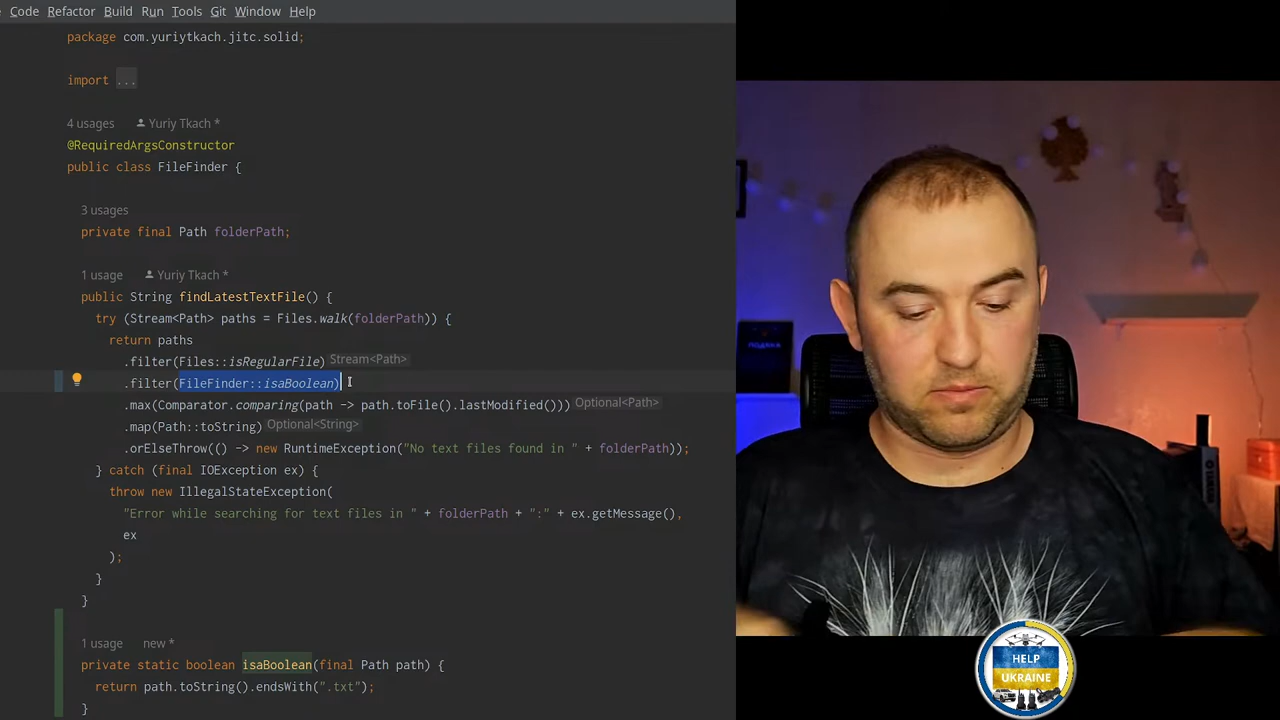 Code Refactor Build Run Tools Git Window Help
package com.yuriytkach.jitc.solid;
import ...
4 usages Yuriy Tkach *
@RequiredArgsConstructor
public class FileFinder {
3 usages
private final Path folderPath;
1 usage Yuriy Tkach *
public String findLatestTextFile() {
try (Stream<Path> paths = Files.walk(folderPath)) {
return paths
.filter(Files::isRegularFile) Stream<Path>
.filter(FileFinder::isaBoolean)
.max(Comparator.comparing(path -> path.toFile().lastModified())) Optional<Path>
.map(Path::toString) Optional<String>
.orElseThrow(() -> new RuntimeException("No text files found in " + folderPath));
} catch (final IOException ex) {
throw new IllegalStateException(
"Error while searching for text files in " + folderPath + ":" + ex.getMessage(),
ex
);
}
}
1 usage new *
private static boolean isaBoolean(final Path path) {
return path.toString().endsWith(".txt");
}
HELP
UKRAINE